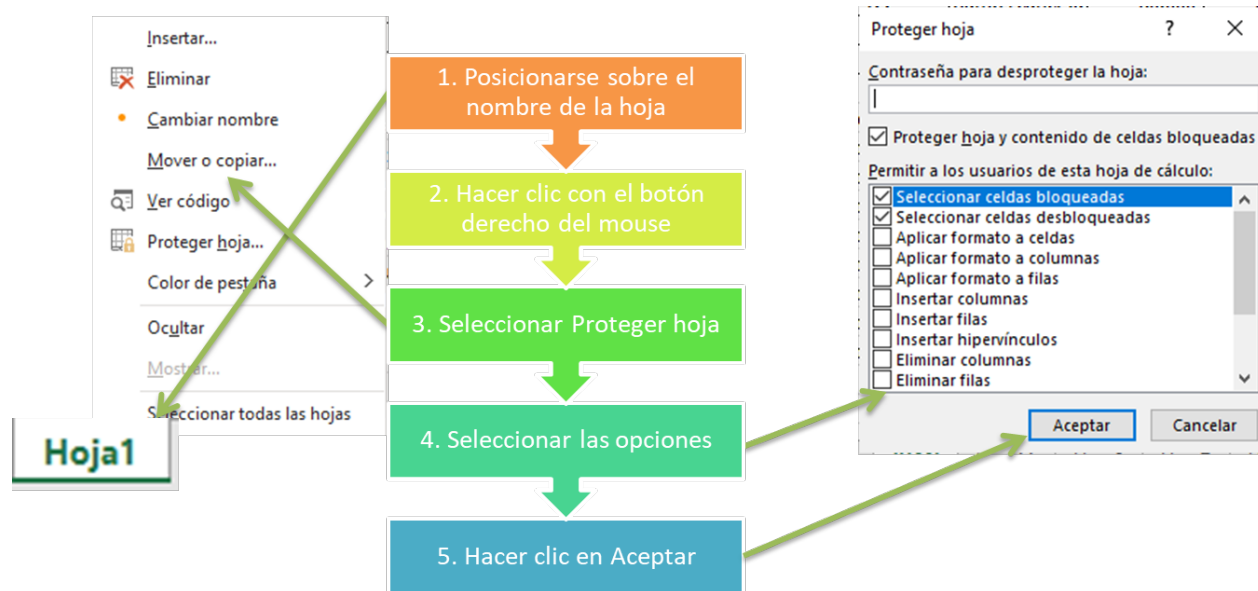 Insertar...
Eliminar
Cambiar nombre
Mover o copiar...
Ver código
Proteger hoja...
Color de pestaña
Ocultar
Mostrar...
Seleccionar todas las hojas
Hoja1
1. Posicionarse sobre el
nombre de la hoja
2. Hacer clic con el botón
derecho del mouse
3. Seleccionar Proteger hoja
4. Seleccionar las opciones
5. Hacer clic en Aceptar
Proteger hoja
Contraseña para desproteger la hoja:
Proteger hoja y contenido de celdas bloqueadas
Permitir a los usuarios de esta hoja de cálculo:
Seleccionar celdas bloqueadas
Seleccionar celdas desbloqueadas
Aplicar formato a celdas
Aplicar formato a columnas
Aplicar formato a filas
Insertar columnas
Insertar filas
Insertar hipervínculos
Eliminar columnas
Eliminar filas
Aceptar
Cancelar